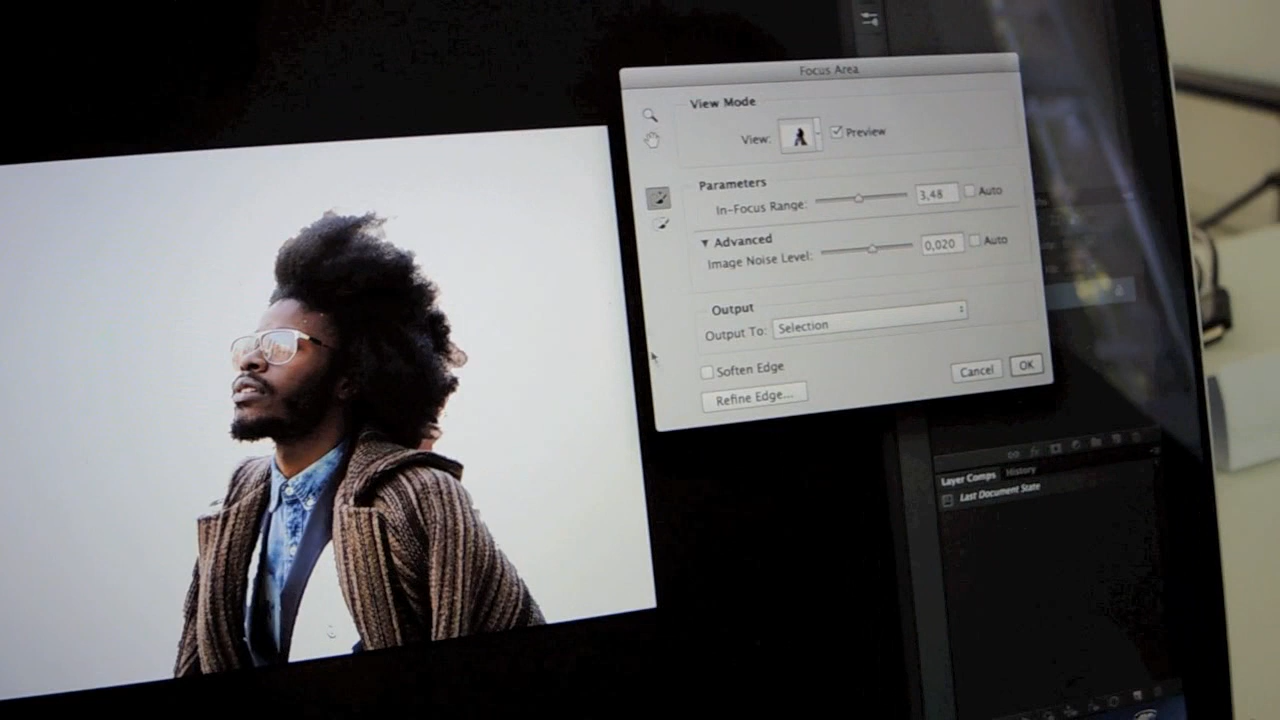 Focus Area
View Mode
View:
Preview
Parameters
In-Focus Range:
3,48
Auto
Advanced
Image Noise Level:
0,020
Auto
Output
Output To:
Selection
Soften Edge
Cancel
OK
Refine Edge...
Layer Comps
History
Last Document State